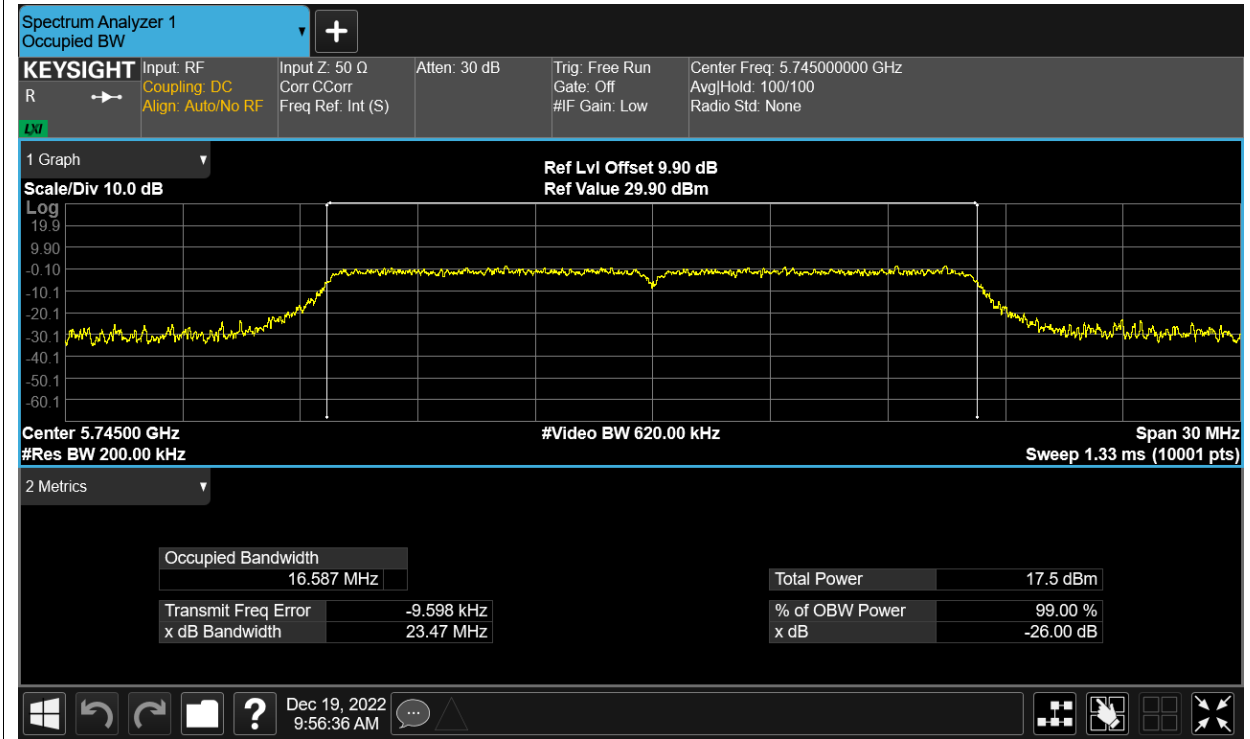 Spectrum Analyzer 1
Occupied BW
KEYSIGHT
R
LXI
Input: RF
Coupling: DC
Align: Auto/No RF
Input Z: 50 Ω
Corr CCorr
Freq Ref: Int (S)
Atten: 30 dB
Trig: Free Run
Gate: Off
#IF Gain: Low
Center Freq: 5.745000000 GHz
Avg|Hold: 100/100
Radio Std: None
1 Graph
Scale/Div 10.0 dB
Ref Lvl Offset 9.90 dB
Ref Value 29.90 dBm
Log
19.9
9.90
-0.10
-10.1
-20.1
-30.1
-40.1
-50.1
-60.1
Center 5.74500 GHz
#Video BW 620.00 kHz
Span 30 MHz
#Res BW 200.00 kHz
Sweep 1.33 ms (10001 pts)
2 Metrics
Occupied Bandwidth
16.587 MHz
Total Power 17.5 dBm
Transmit Freq Error -9.598 kHz
% of OBW Power 99.00 %
x dB Bandwidth 23.47 MHz
x dB -26.00 dB
Dec 19, 2022
9:56:36 AM